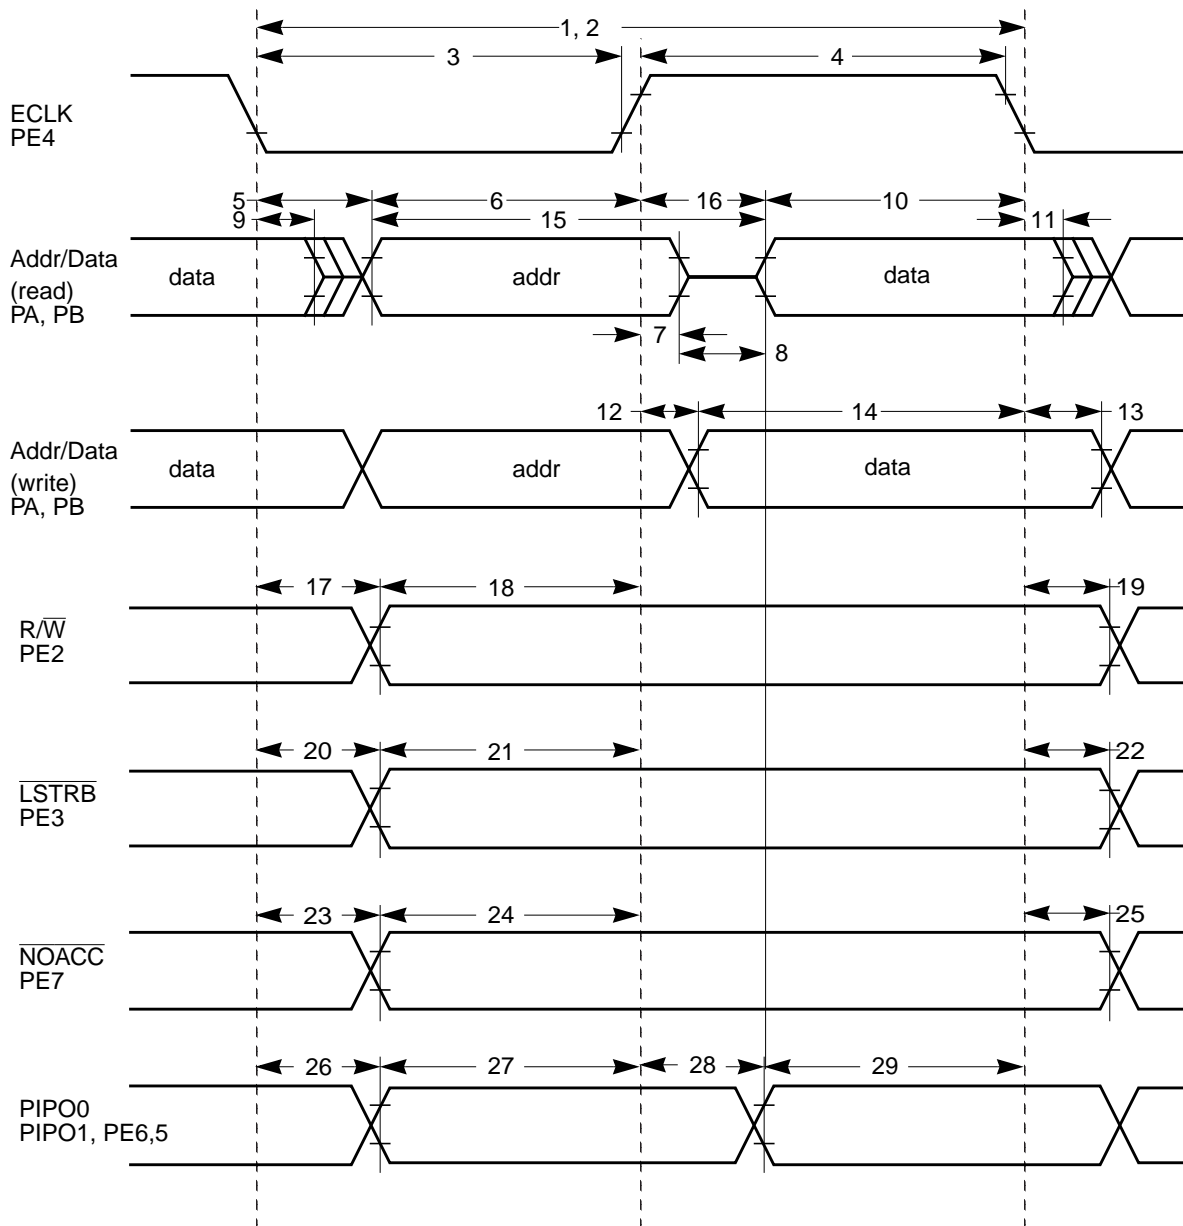 1, 2
3
4
ECLK
PE4
5
6
16
10
9
15
11
Addr/Data
(read)
PA, PB
data
addr
data
7
8
12
14
13
Addr/Data
(write)
PA, PB
data
addr
data
17
18
19
R/W̅
PE2
20
21
22
L̅S̅T̅R̅B̅
PE3
23
24
25
N̅O̅A̅C̅C̅
PE7
26
27
28
29
PIPO0
PIPO1, PE6,5